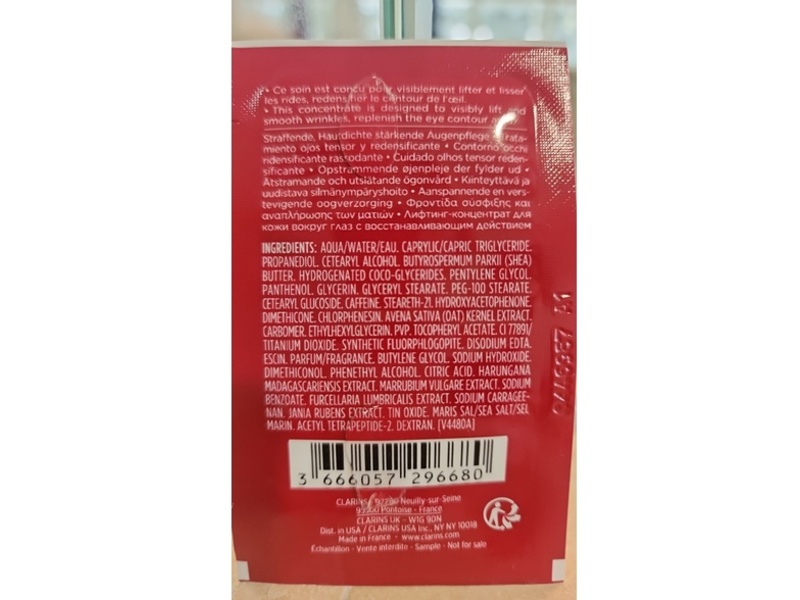 • Ce soin est conçu pour visiblement lifter et lisser
les rides, redensifier le contour de l'œil.
• This concentrate is designed to visibly lift and
smooth wrinkles, replenish the eye contour
Straffende, Hautdichte stärkende Augenpflege • Trata-
miento ojos tensor y redensificante • Contorno occhi
ridensificante rassodante • Cuidado olhos tensor reden-
sificante • Opstrammende øjenpleje der fylder ud •
Åtstramande och utslätande ögonvård • Kiinteyttävä ja
uudistava silmänympäryshoito • Aanspannende en vers-
tevigende oogverzorging • Φροντίδα σύσφιξης και
αναπλήρωσης των ματιών • Лифтинг-концентрат для
кожи вокруг глаз с восстанавливающим действием
INGREDIENTS: AQUA/WATER/EAU. CAPRYLIC/CAPRIC TRIGLYCERIDE.
PROPANEDIOL. CETEARYL ALCOHOL. BUTYROSPERMUM PARKII (SHEA)
BUTTER. HYDROGENATED COCO-GLYCERIDES. PENTYLENE GLYCOL.
PANTHENOL. GLYCERIN. GLYCERYL STEARATE. PEG-100 STEARATE.
CETEARYL GLUCOSIDE. CAFFEINE. STEARETH-21. HYDROXYACETOPHENONE.
DIMETHICONE. CHLORPHENESIN. AVENA SATIVA (OAT) KERNEL EXTRACT.
CARBOMER. ETHYLHEXYLGLYCERIN. PVP. TOCOPHERYL ACETATE. CI 77891/
TITANIUM DIOXIDE. SYNTHETIC FLUORPHLOGOPITE. DISODIUM EDTA.
ESCIN. PARFUM/FRAGRANCE. BUTYLENE GLYCOL. SODIUM HYDROXIDE.
DIMETHICONOL. PHENETHYL ALCOHOL. CITRIC ACID. HARUNGANA
MADAGASCARIENSIS EXTRACT. MARRUBIUM VULGARE EXTRACT. SODIUM
BENZOATE. FURCELLARIA LUMBRICALIS EXTRACT. SODIUM CARRAGEE-
NAN. JANIA RUBENS EXTRACT. TIN OXIDE. MARIS SAL/SEA SALT/SEL
MARIN. ACETYL TETRAPEPTIDE-2. DEXTRAN. [V4480A]
3 666057 296680
CLARINS 92200 Neuilly-sur-Seine
95300 Pontoise - France
CLARINS UK - W1G 9DN
Dist. in USA / CLARINS USA Inc., NY NY 10018
Made in France - www.clarins.com
Échantillon - Vente interdite - Sample - Not for sale